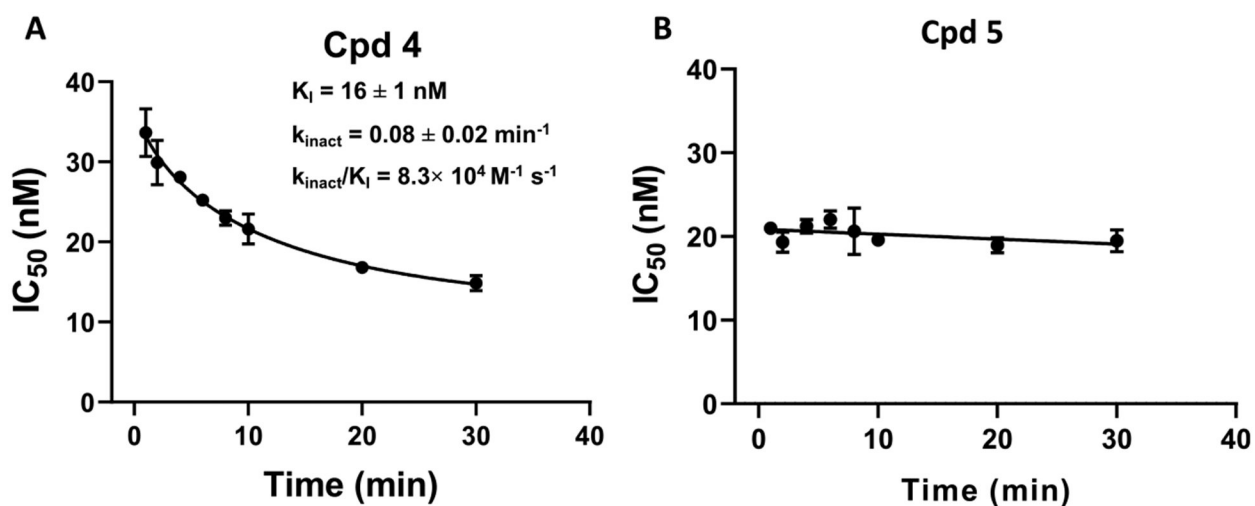 A
Cpd 4
K_I = 16 ± 1 nM
k_inact = 0.08 ± 0.02 min⁻¹
k_inact/K_I = 8.3× 10⁴ M⁻¹ s⁻¹
IC₅₀ (nM)
40
30
20
10
0
0 10 20 30 40
Time (min)
B
Cpd 5
IC₅₀ (nM)
40
30
20
10
0
0 10 20 30 40
Time (min)